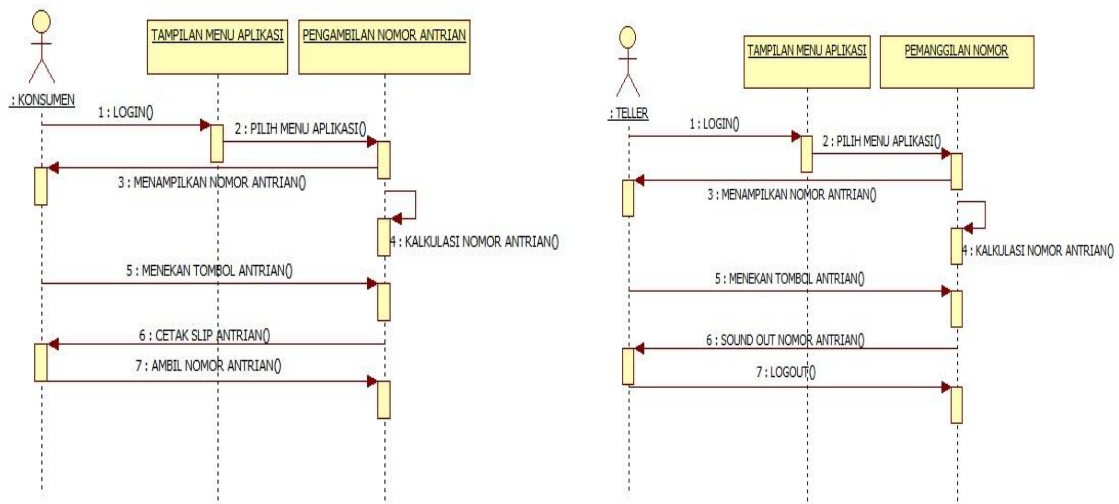 TAMPILAN MENU APLIKASI
PENGAMBILAN NOMOR ANTRIAN
: KONSUMEN
1 : LOGIN()
2 : PILIH MENU APLIKASI()
3 : MENAMPILKAN NOMOR ANTRIAN()
4 : KALKULASI NOMOR ANTRIAN()
5 : MENEKAN TOMBOL ANTRIAN()
6 : CETAK SLIP ANTRIAN()
7 : AMBIL NOMOR ANTRIAN()
TAMPILAN MENU APLIKASI
PEMANGGILAN NOMOR
: TELLER
1 : LOGIN()
2 : PILIH MENU APLIKASI()
3 : MENAMPILKAN NOMOR ANTRIAN()
4 : KALKULASI NOMOR ANTRIAN()
5 : MENEKAN TOMBOL ANTRIAN()
6 : SOUND OUT NOMOR ANTRIAN()
7 : LOGOUT()